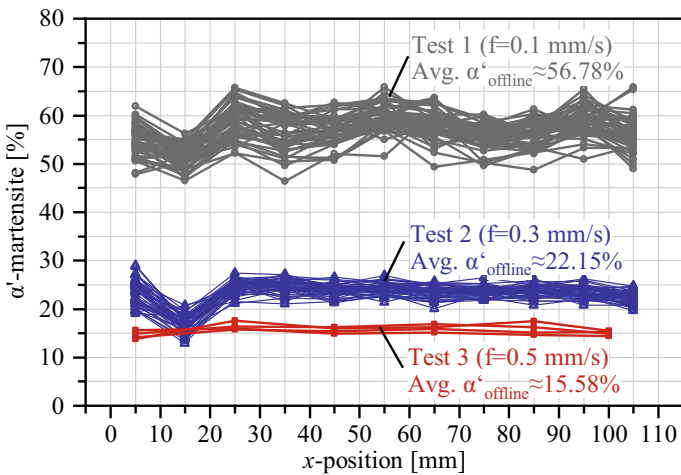 80
70
60
50
40
30
20
10
0
α'-martensite [%]
Test 1 (f=0.1 mm/s)
Avg. α‘offline≈56.78%
Test 2 (f=0.3 mm/s)
Avg. α‘offline≈22.15%
Test 3 (f=0.5 mm/s)
Avg. α‘offline≈15.58%
0 10 20 30 40 50 60 70 80 90 100 110
x-position [mm]